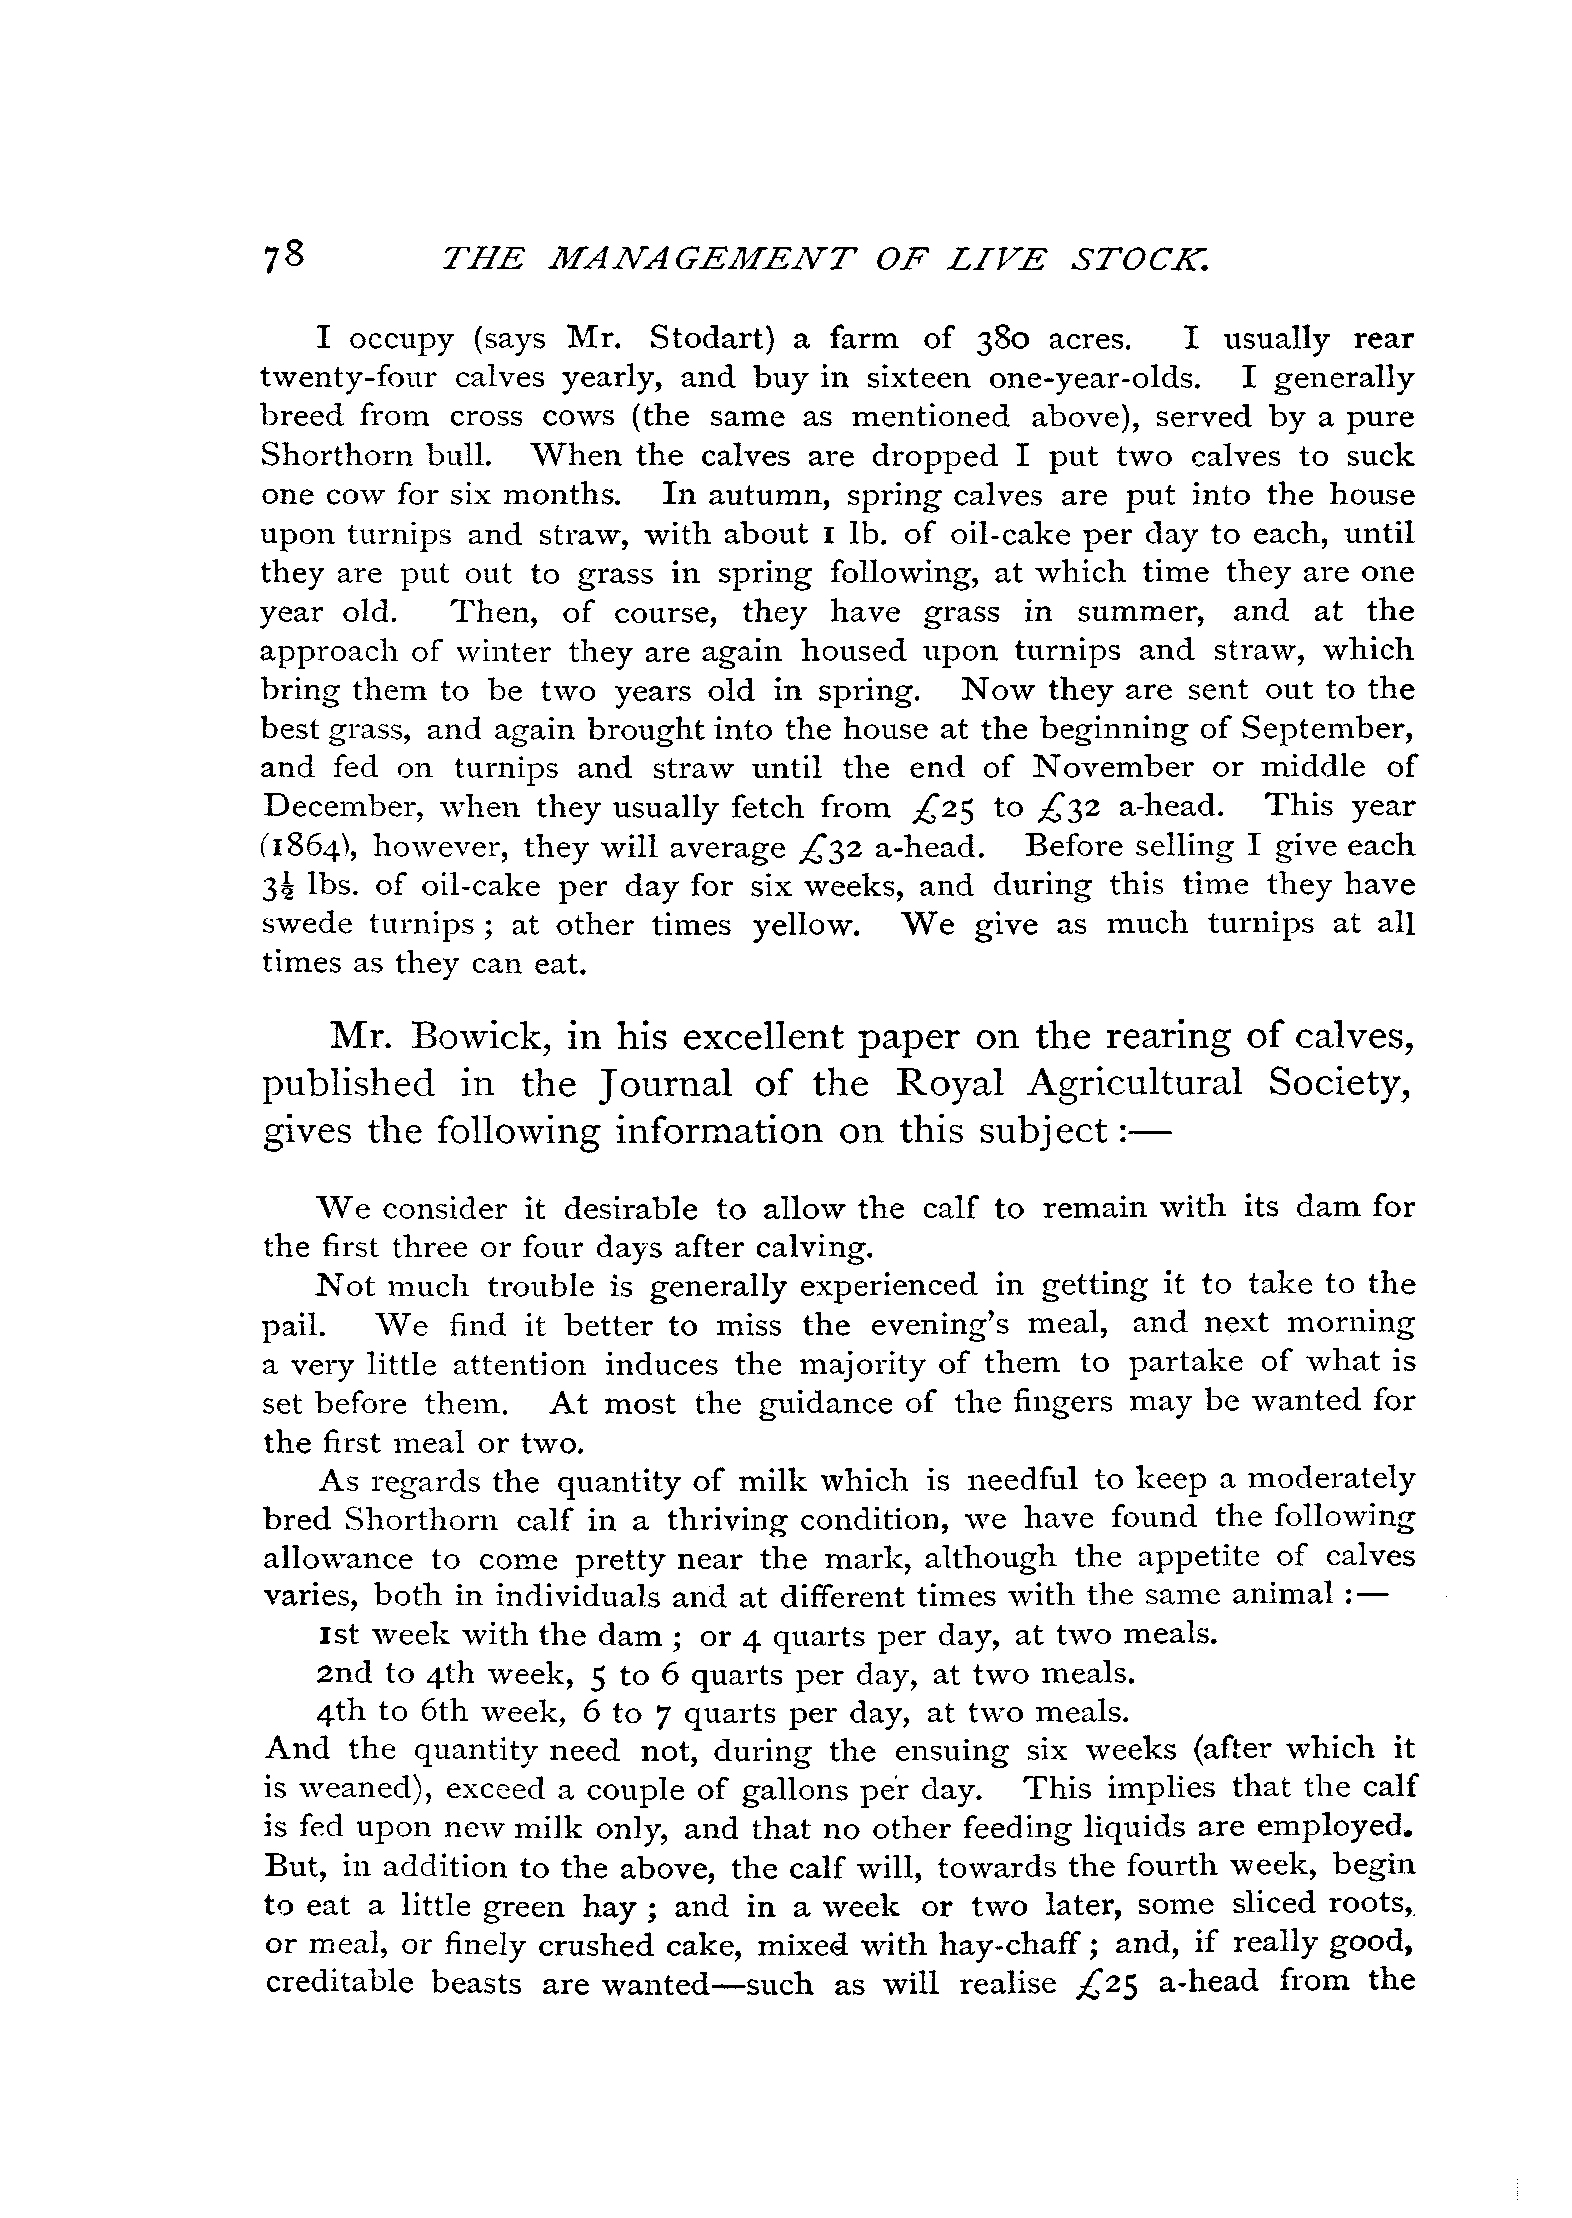 78 THE MANAGEMENT OF LIVE STOCK.
I occupy (says Mr. Stodart) a farm of 380 acres. I usually rear
twenty-four calves yearly, and buy in sixteen one-year-olds. I generally
breed from cross cows (the same as mentioned above), served by a pure
Shorthorn bull. When the calves are dropped I put two calves to suck
one cow for six months. In autumn, spring calves are put into the house
upon turnips and straw, with about 1 lb. of oil-cake per day to each, until
they are put out to grass in spring following, at which time they are one
year old. Then, of course, they have grass in summer, and at the
approach of winter they are again housed upon turnips and straw, which
bring them to be two years old in spring. Now they are sent out to the
best grass, and again brought into the house at the beginning of September,
and fed on turnips and straw until the end of November or middle of
December, when they usually fetch from £25 to £32 a-head. This year
(1864), however, they will average £32 a-head. Before selling I give each
3½ lbs. of oil-cake per day for six weeks, and during this time they have
swede turnips ; at other times yellow. We give as much turnips at all
times as they can eat.
Mr. Bowick, in his excellent paper on the rearing of calves,
published in the Journal of the Royal Agricultural Society,
gives the following information on this subject :—
We consider it desirable to allow the calf to remain with its dam for
the first three or four days after calving.
Not much trouble is generally experienced in getting it to take to the
pail. We find it better to miss the evening's meal, and next morning
a very little attention induces the majority of them to partake of what is
set before them. At most the guidance of the fingers may be wanted for
the first meal or two.
As regards the quantity of milk which is needful to keep a moderately
bred Shorthorn calf in a thriving condition, we have found the following
allowance to come pretty near the mark, although the appetite of calves
varies, both in individuals and at different times with the same animal :—
1st week with the dam ; or 4 quarts per day, at two meals.
2nd to 4th week, 5 to 6 quarts per day, at two meals.
4th to 6th week, 6 to 7 quarts per day, at two meals.
And the quantity need not, during the ensuing six weeks (after which it
is weaned), exceed a couple of gallons per day. This implies that the calf
is fed upon new milk only, and that no other feeding liquids are employed.
But, in addition to the above, the calf will, towards the fourth week, begin
to eat a little green hay ; and in a week or two later, some sliced roots,
or meal, or finely crushed cake, mixed with hay-chaff ; and, if really good,
creditable beasts are wanted—such as will realise £25 a-head from the